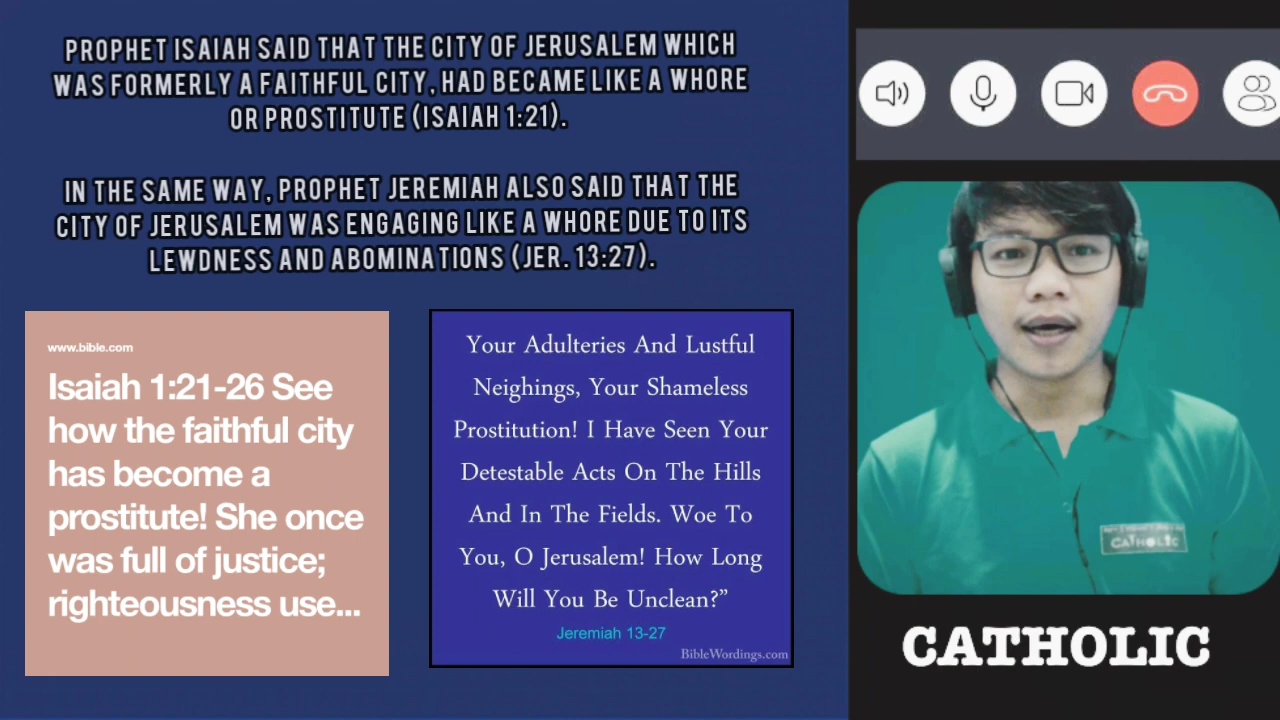 PROPHET ISAIAH SAID THAT THE CITY OF JERUSALEM WHICH
WAS FORMERLY A FAITHFUL CITY, HAD BECAME LIKE A WHORE
OR PROSTITUTE (ISAIAH 1:21).
IN THE SAME WAY, PROPHET JEREMIAH ALSO SAID THAT THE
CITY OF JERUSALEM WAS ENGAGING LIKE A WHORE DUE TO ITS
LEWDNESS AND ABOMINATIONS (JER. 13:27).
www.bible.com
Isaiah 1:21-26 See
how the faithful city
has become a
prostitute! She once
was full of justice;
righteousness use...
Your Adulteries And Lustful
Neighings, Your Shameless
Prostitution! I Have Seen Your
Detestable Acts On The Hills
And In The Fields. Woe To
You, O Jerusalem! How Long
Will You Be Unclean?”
Jeremiah 13-27
BibleWordings.com
CATHOLIC
CATHOLIC